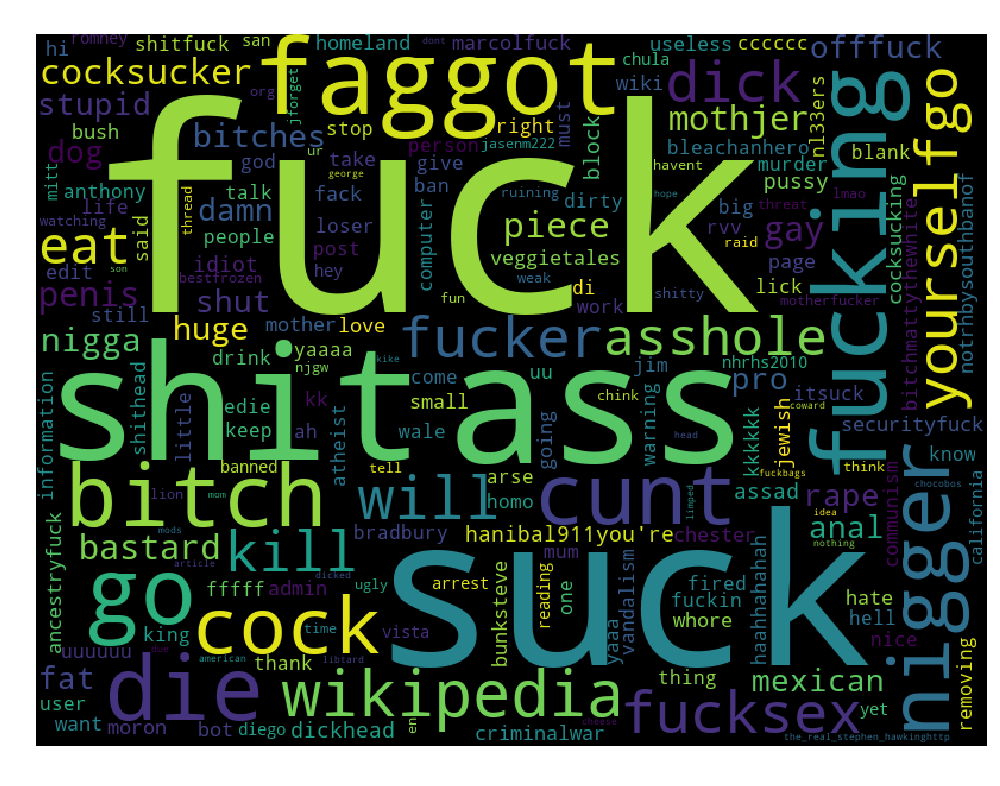 romney
hi
shitfuck
san
homeland
dont
marcolfuck
useless
cccccc
offfuck
cocksucker
faggot
chula
wiki
dick
stupid
org
jforget
right
must
mothjer
nl33ers
bush
bitches
stop
person
jasenm222
block
bleachanhero
blank
dog
god
ur
take
give
havent
murder
fucking
yourselfgo
mitt
anthony
george
fack
ban
ruining
dirty
hope
lmao
pussy
cocksucking
life
talk
damn
loser
computer
piece
big
threat
watching
said
thread
fuck
people
post
rvv
gay
raid
eat
son
idiot
hey
veggietales
page
notrhbysouthbanof
edit
bestfrozen
weak
di
shitty
lick
penis
still
shut
fun
work
motherfucker
bitchmattythewhite
nigga
huge
mother
love
fucker
asshole
drink
yaaaa
kike
jim
nhrhs2010
njgw
come
uu
chink
pro
itsuck
shitass
information
shithead
little
edie
kk
small
coward
keep
ah
wale
going
warning
kkkkkk
jewish
securityfuck
head
banned
atheist
tell
fuckbags
think
know
bitch
lion
mom
will
arse
homo
cunt
limped
assad
rape
communism
chocobos
california
idea
bastard
mods
kill
bradbury
hanibal911you're
chester
anal
nothing
nigger
ancestryfuck
article
dicked
mum
haahhahahah
go
fffff
admin
ugly
arrest
reading
one
vandalism
fired
hate
fuckin
hell
king
cock
time
vista
bunksteve
suck
whore
nice
uuuuuu
american
libtard
due
yaaa
fat
die
thank
wikipedia
thing
mexican
removing
user
fucksex
yet
want
moron
bot
diego
dickhead
en
cheese
criminalwar
the_real_stephen_hawkinghttp